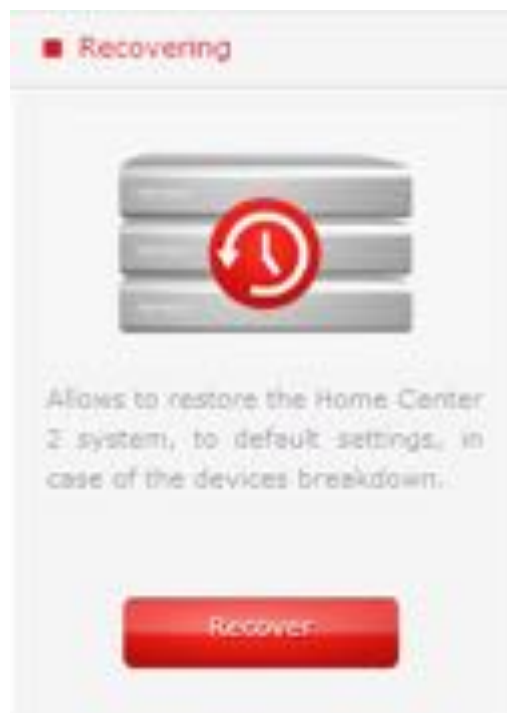 Recovering
Allows to restore the Home Center
2 system, to default settings, in
case of the devices breakdown.
Recover